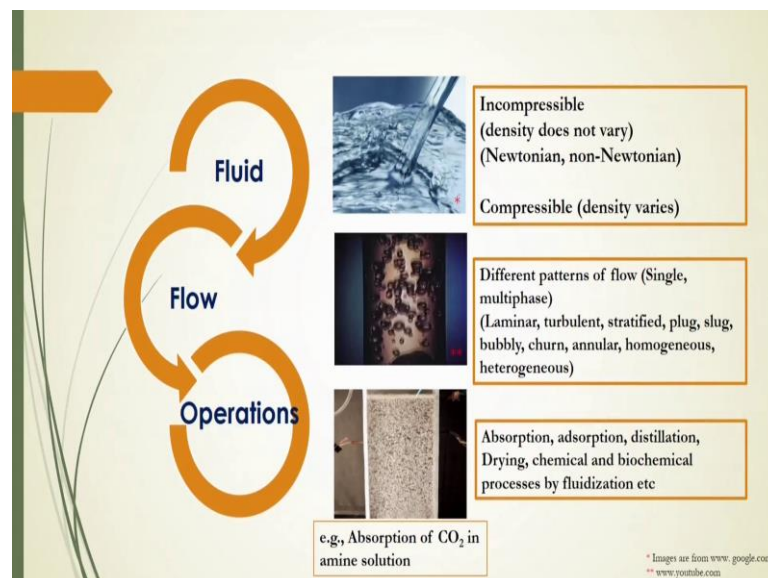 Fluid
Incompressible
(density does not vary)
(Newtonian, non-Newtonian)
Compressible (density varies)
*
Flow
Different patterns of flow (Single,
multiphase)
(Laminar, turbulent, stratified, plug, slug,
bubbly, churn, annular, homogeneous,
heterogeneous)
**
Operations
Absorption, adsorption, distillation,
Drying, chemical and biochemical
processes by fluidization etc
e.g., Absorption of CO₂ in
amine solution
* Images are from www. google.com
** www.youtube.com